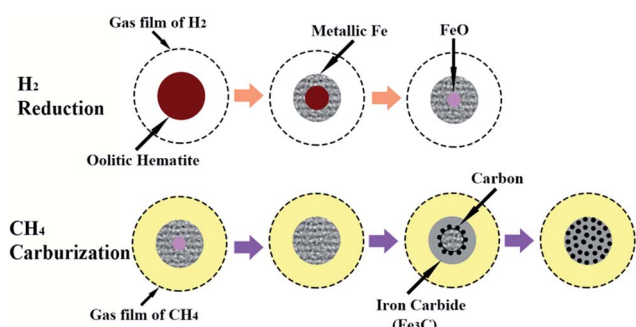 Gas film of H2
Metallic Fe
FeO
H2
Reduction
Oolitic Hematite
Carbon
CH4
Carburization
Gas film of CH4
Iron Carbide
(Fe3C)